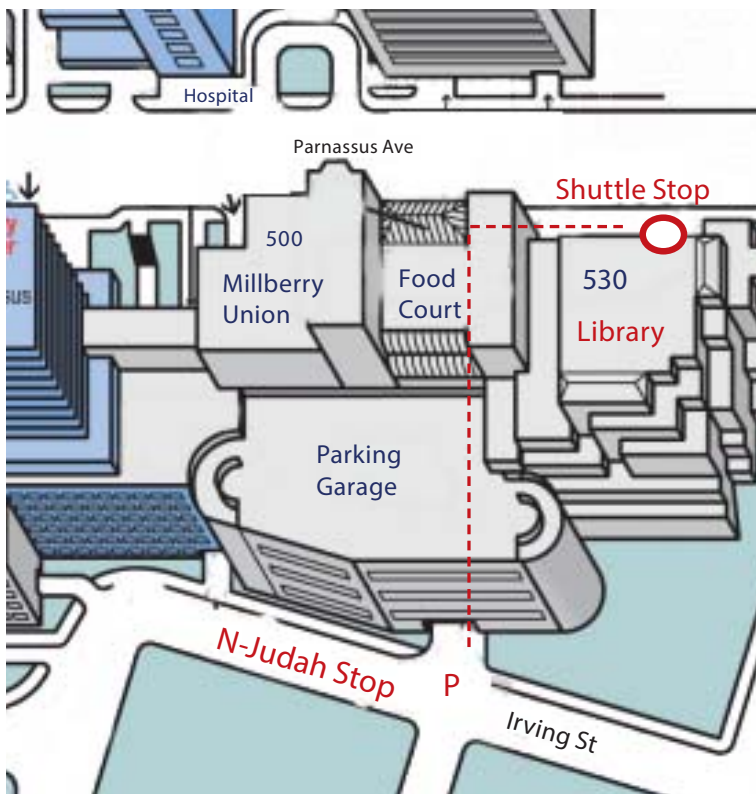 Hospital
Parnassus Ave
Shuttle Stop
500
Millberry
Union
Food
Court
530
Library
Parking
Garage
N-Judah Stop
P
Irving St